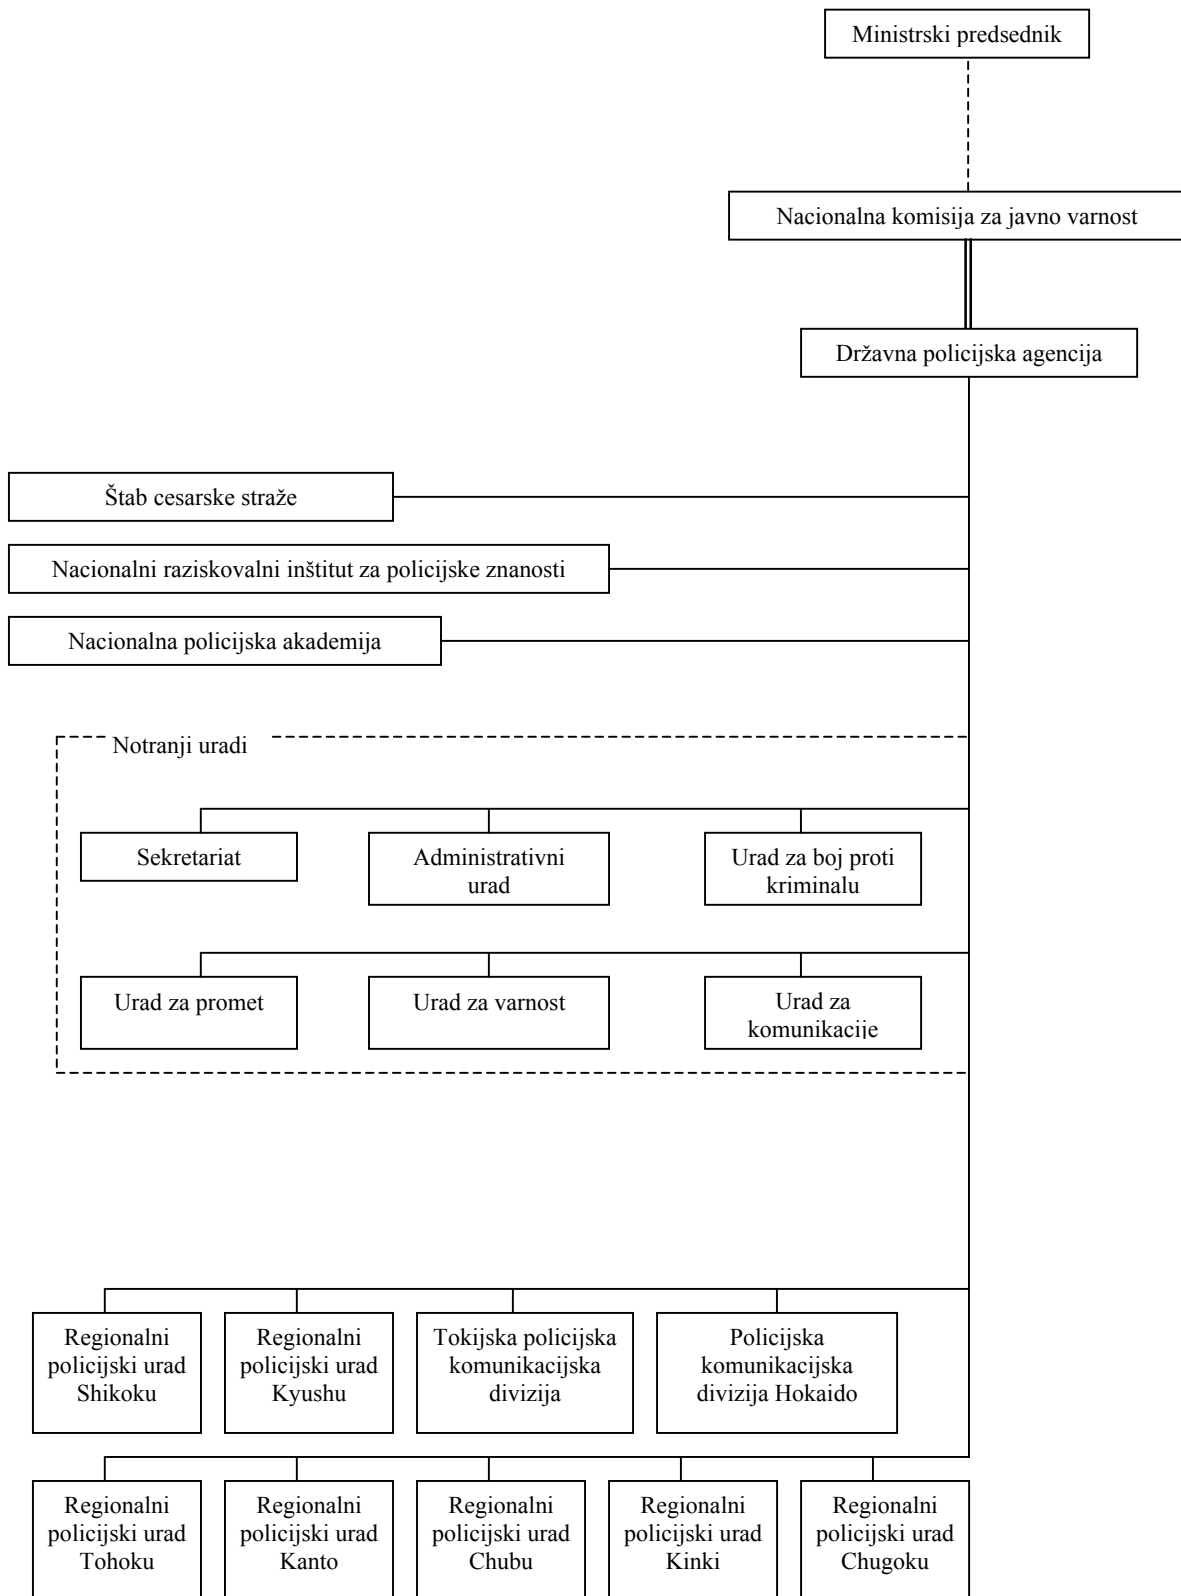 Ministrski predsednik
Nacionalna komisija za javno varnost
Državna policijska agencija
Štab cesarske straže
Nacionalni raziskovalni inštitut za policijske znanosti
Nacionalna policijska akademija
Notranji uradi
Sekretariat
Administrativni
urad
Urad za boj proti
kriminalu
Urad za promet
Urad za varnost
Urad za
komunikacije
Regionalni
policijski urad
Shikoku
Regionalni
policijski urad
Kyushu
Tokijska policijska
komunikacijska
divizija
Policijska
komunikacijska
divizija Hokaido
Regionalni
policijski urad
Tohoku
Regionalni
policijski urad
Kanto
Regionalni
policijski urad
Chubu
Regionalni
policijski urad
Kinki
Regionalni
policijski urad
Chugoku